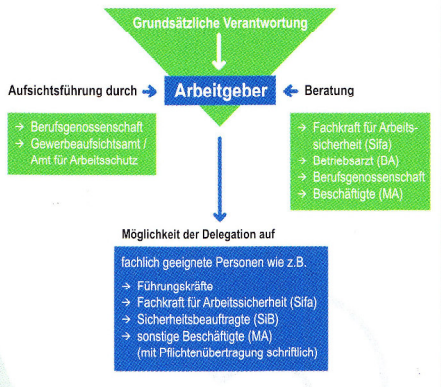 Grundsätzliche Verantwortung
Aufsichtsführung durch → Arbeitgeber ← Beratung
→ Berufsgenossenschaft
→ Gewerbeaufsichtsamt /
Amt für Arbeitsschutz
→ Fachkraft für Arbeits-
sicherheit (Sifa)
→ Betriebsarzt (BA)
→ Berufsgenossenschaft
→ Beschäftigte (MA)
Möglichkeit der Delegation auf
fachlich geeignete Personen wie z.B.
→ Führungskräfte
→ Fachkraft für Arbeitssicherheit (Sifa)
→ Sicherheitsbeauftragte (SiB)
→ sonstige Beschäftigte (MA)
(mit Pflichtenübertragung schriftlich)